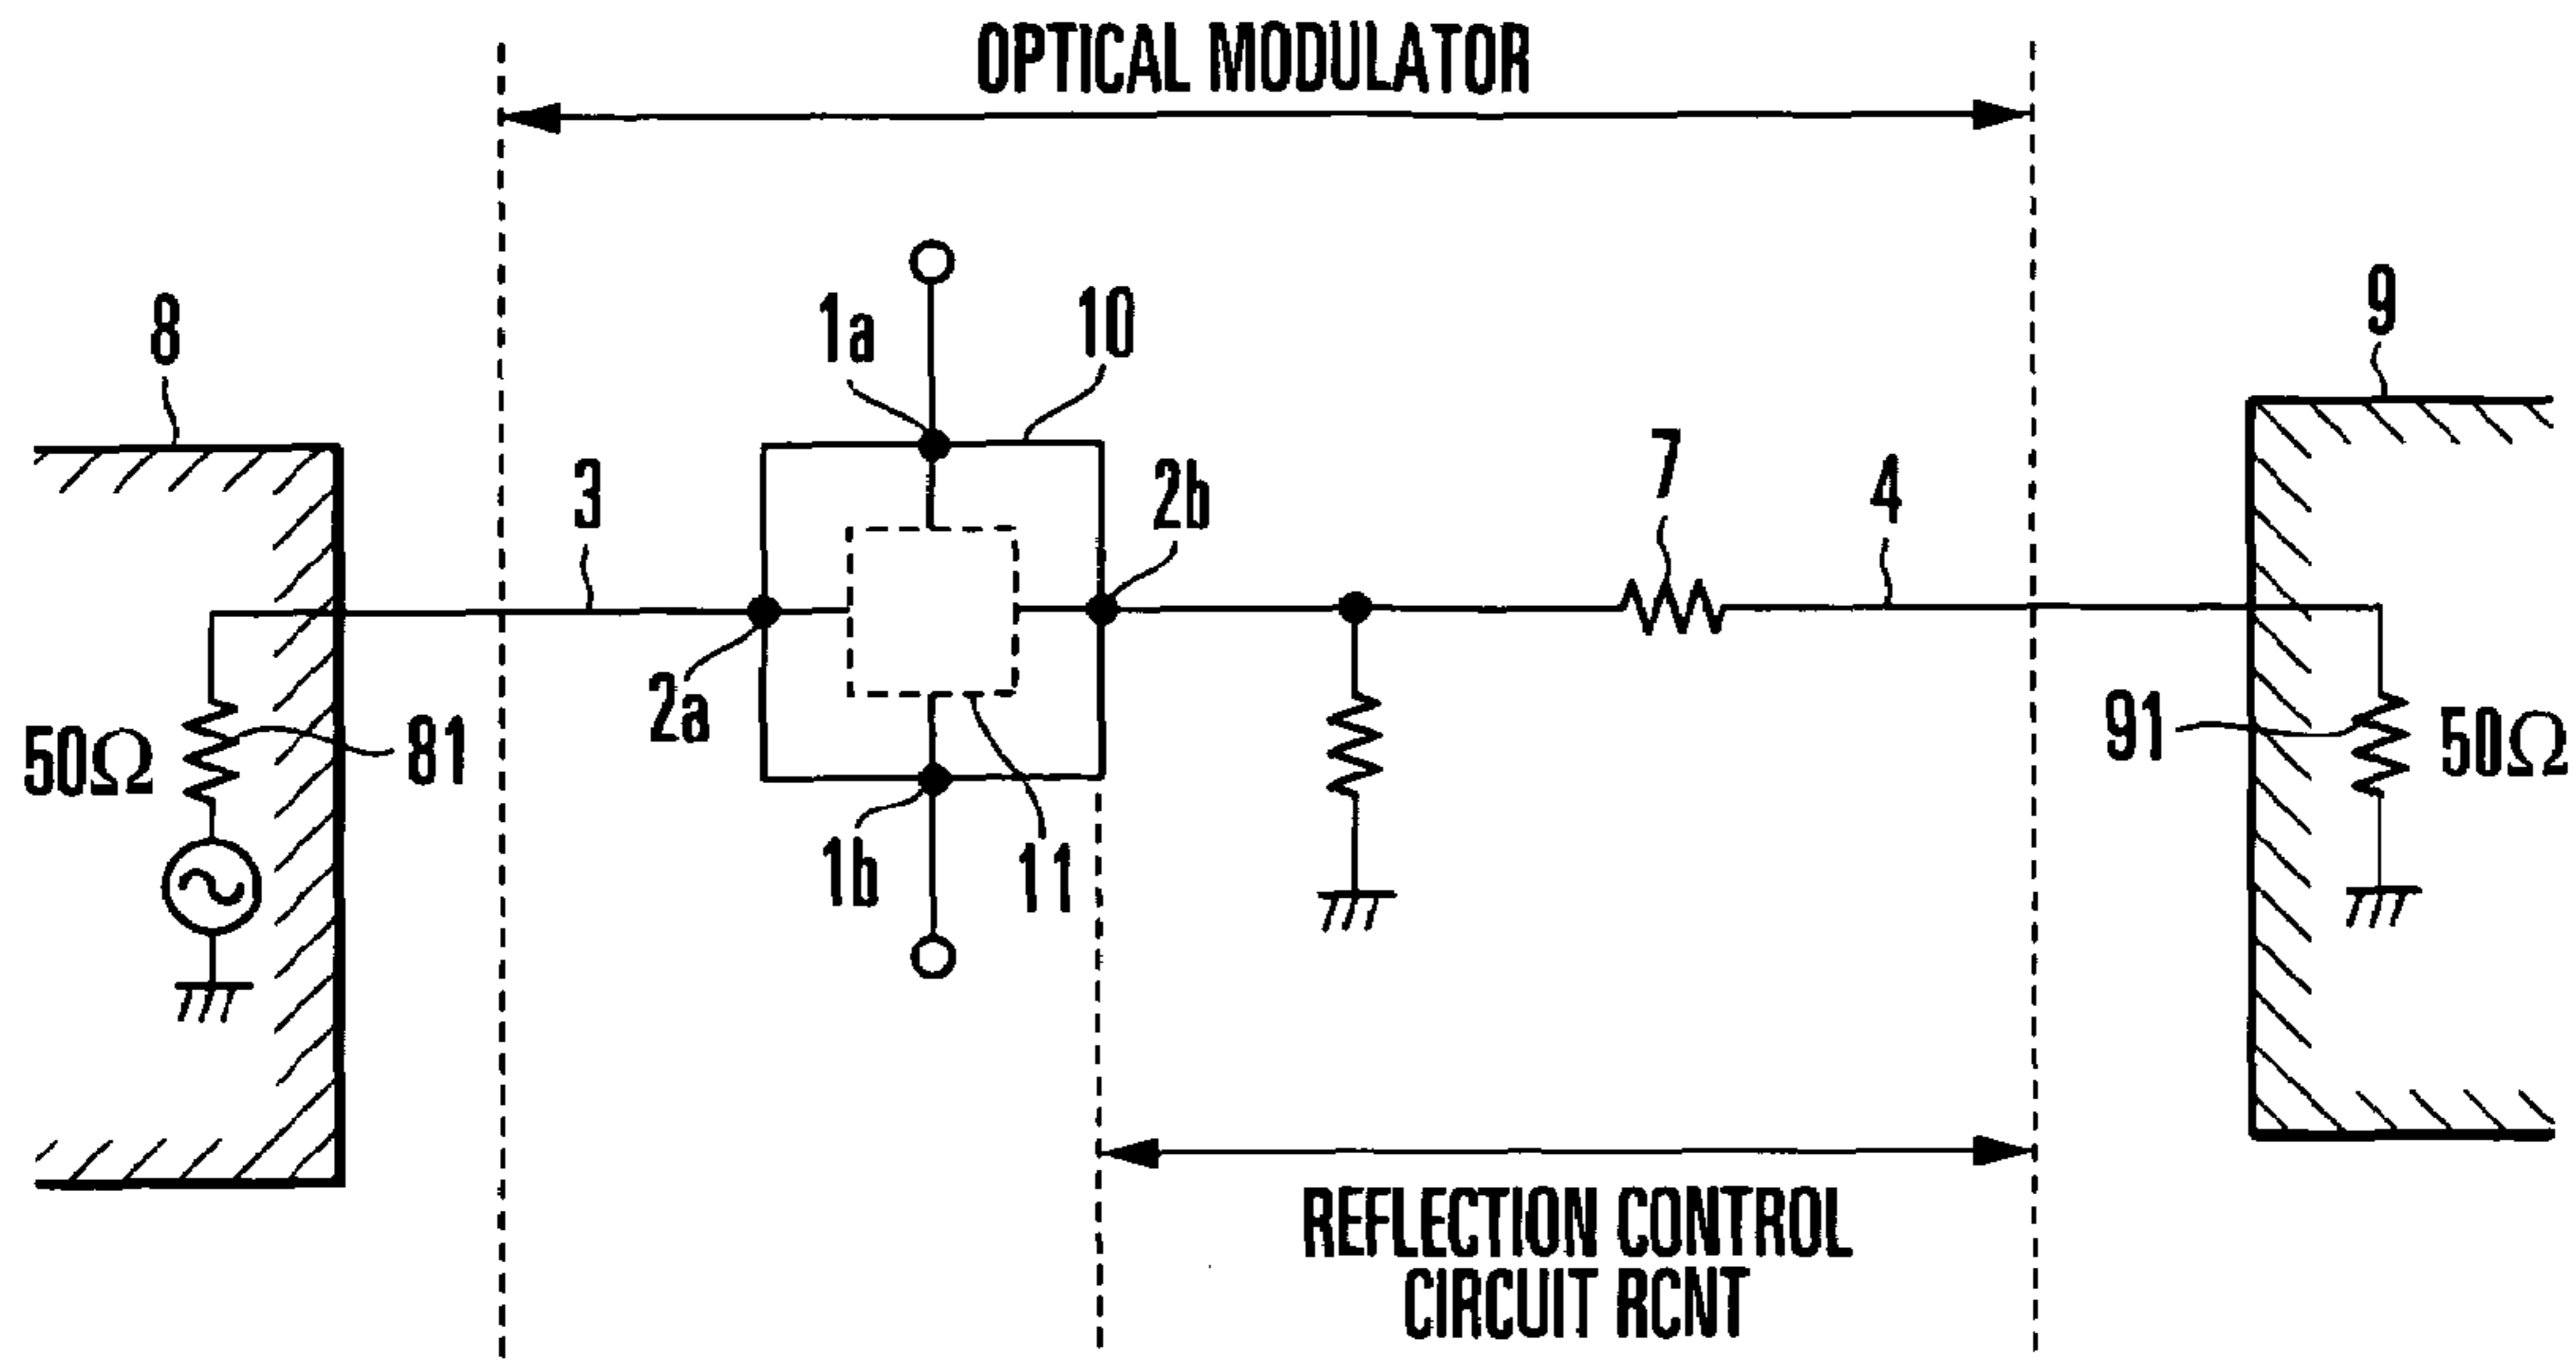 OPTICAL MODULATOR
8
1a
10
9
3
2b
7
4
2a
50Ω
81
91
50Ω
1b
11
REFLECTION CONTROL
CIRCUIT RCNT